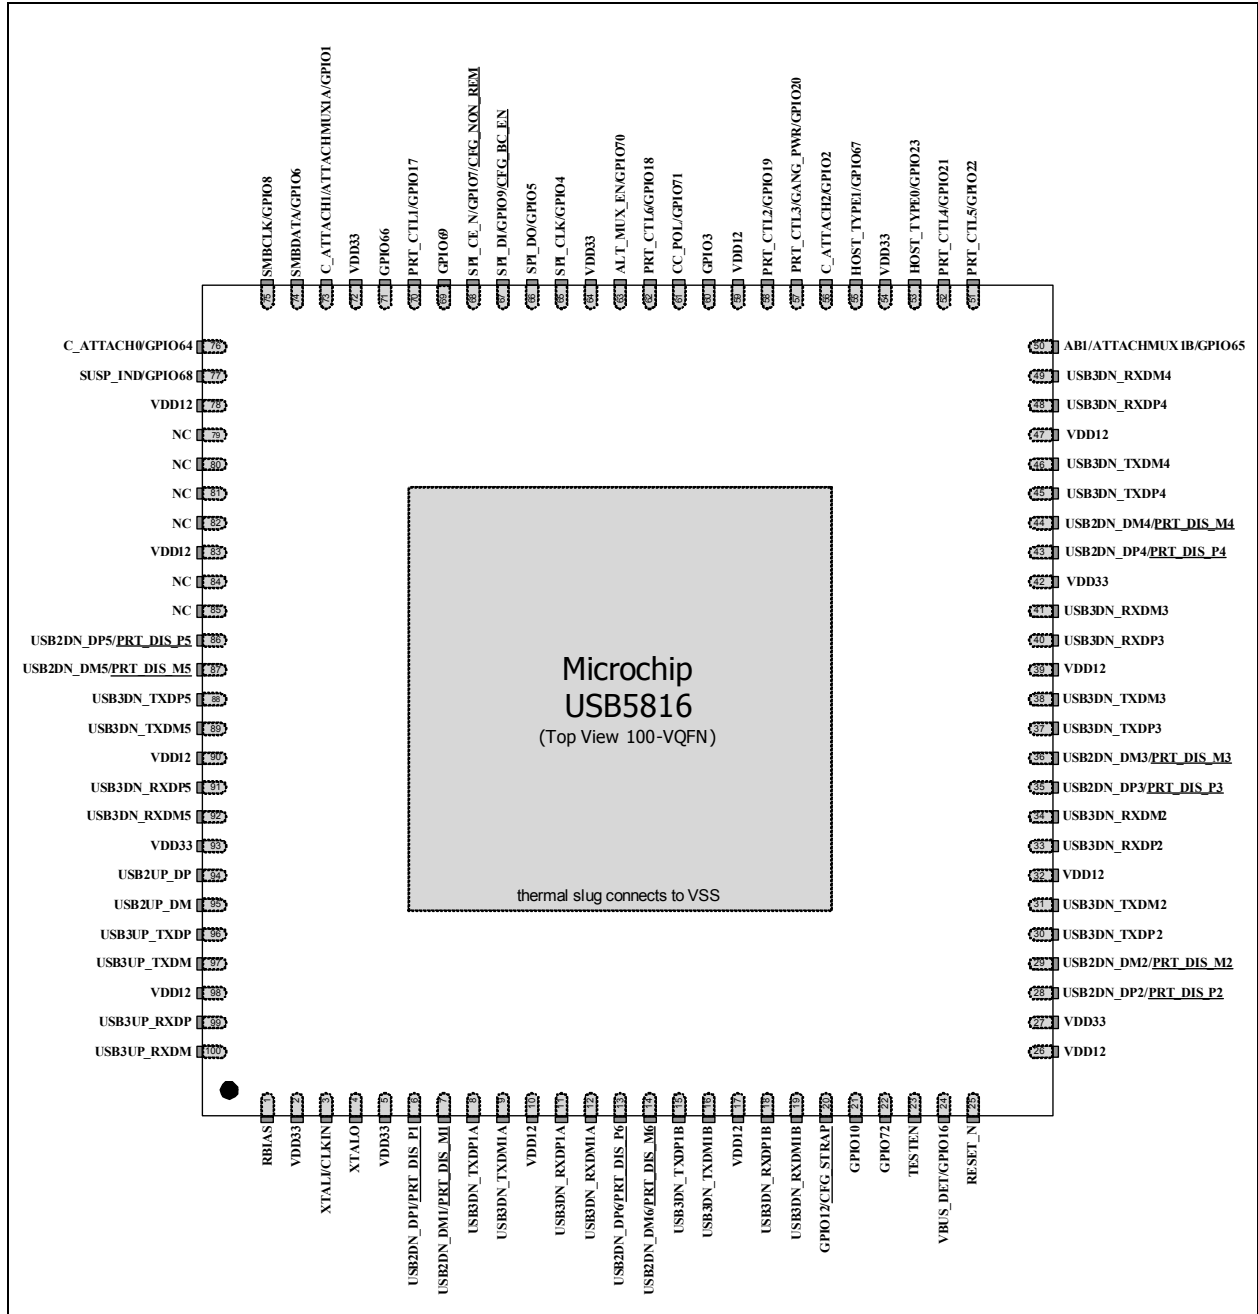 SMBCLK/GPIO8
SMBDATA/GPIO6
C_ATTACH1/ATTACHMUX1A/GPIO1
VDD33
GPIO66
PRT_CTL1/GPIO17
GPIO69
SPI_CE_N/GPIO7/CFG_NON_REM
SPI_DI/GPIO9/CFG_BC_EN
SPI_DO/GPIO5
SPI_CLK/GPIO4
VDD33
ALT_MUX_EN/GPIO70
PRT_CTL6/GPIO18
CC_POL/GPIO71
GPIO3
VDD12
PRT_CTL2/GPIO19
PRT_CTL3/GANG_PWR/GPIO20
C_ATTACH2/GPIO2
HOST_TYPE1/GPIO67
VDD33
HOST_TYPE0/GPIO23
PRT_CTL4/GPIO21
PRT_CTL5/GPIO22
75 74 73 72 71 70 69 68 67 66 65 64 63 62 61 60 59 58 57 56 55 54 53 52 51
C_ATTACH0/GPIO64 76
SUSP_IND/GPIO68 77
VDD12 78
NC 79
NC 80
NC 81
NC 82
VDD12 83
NC 84
NC 85
USB2DN_DP5/PRT_DIS_P5 86
USB2DN_DM5/PRT_DIS_M5 87
USB3DN_TXDP5 88
USB3DN_TXDM5 89
VDD12 90
USB3DN_RXDP5 91
USB3DN_RXDM5 92
VDD33 93
USB2UP_DP 94
USB2UP_DM 95
USB3UP_TXDP 96
USB3UP_TXDM 97
VDD12 98
USB3UP_RXDP 99
USB3UP_RXDM 100
Microchip
USB5816
(Top View 100-VQFN)
thermal slug connects to VSS
50 ABI/ATTACHMUX1B/GPIO65
49 USB3DN_RXDM4
48 USB3DN_RXDP4
47 VDD12
46 USB3DN_TXDM4
45 USB3DN_TXDP4
44 USB2DN_DM4/PRT_DIS_M4
43 USB2DN_DP4/PRT_DIS_P4
42 VDD33
41 USB3DN_RXDM3
40 USB3DN_RXDP3
39 VDD12
38 USB3DN_TXDM3
37 USB3DN_TXDP3
36 USB2DN_DM3/PRT_DIS_M3
35 USB2DN_DP3/PRT_DIS_P3
34 USB3DN_RXDM2
33 USB3DN_RXDP2
32 VDD12
31 USB3DN_TXDM2
30 USB3DN_TXDP2
29 USB2DN_DM2/PRT_DIS_M2
28 USB2DN_DP2/PRT_DIS_P2
27 VDD33
26 VDD12
1 2 3 4 5 6 7 8 9 10 11 12 13 14 15 16 17 18 19 20 21 22 23 24 25
RBIAS
VDD33
XTALI/CLKIN
XTALO
VDD33
USB2DN_DP1/PRT_DIS_P1
USB2DN_DM1/PRT_DIS_M1
USB3DN_TXDP1A
USB3DN_TXDM1A
VDD12
USB3DN_RXDP1A
USB3DN_RXDM1A
USB2DN_DP6/PRT_DIS_P6
USB2DN_DM6/PRT_DIS_M6
USB3DN_TXDP1B
USB3DN_TXDM1B
VDD12
USB3DN_RXDP1B
USB3DN_RXDM1B
GPIO12/CFG_STRAP
GPIO10
GPIO72
TESTEN
VBUS_DET/GPIO16
RESET_N